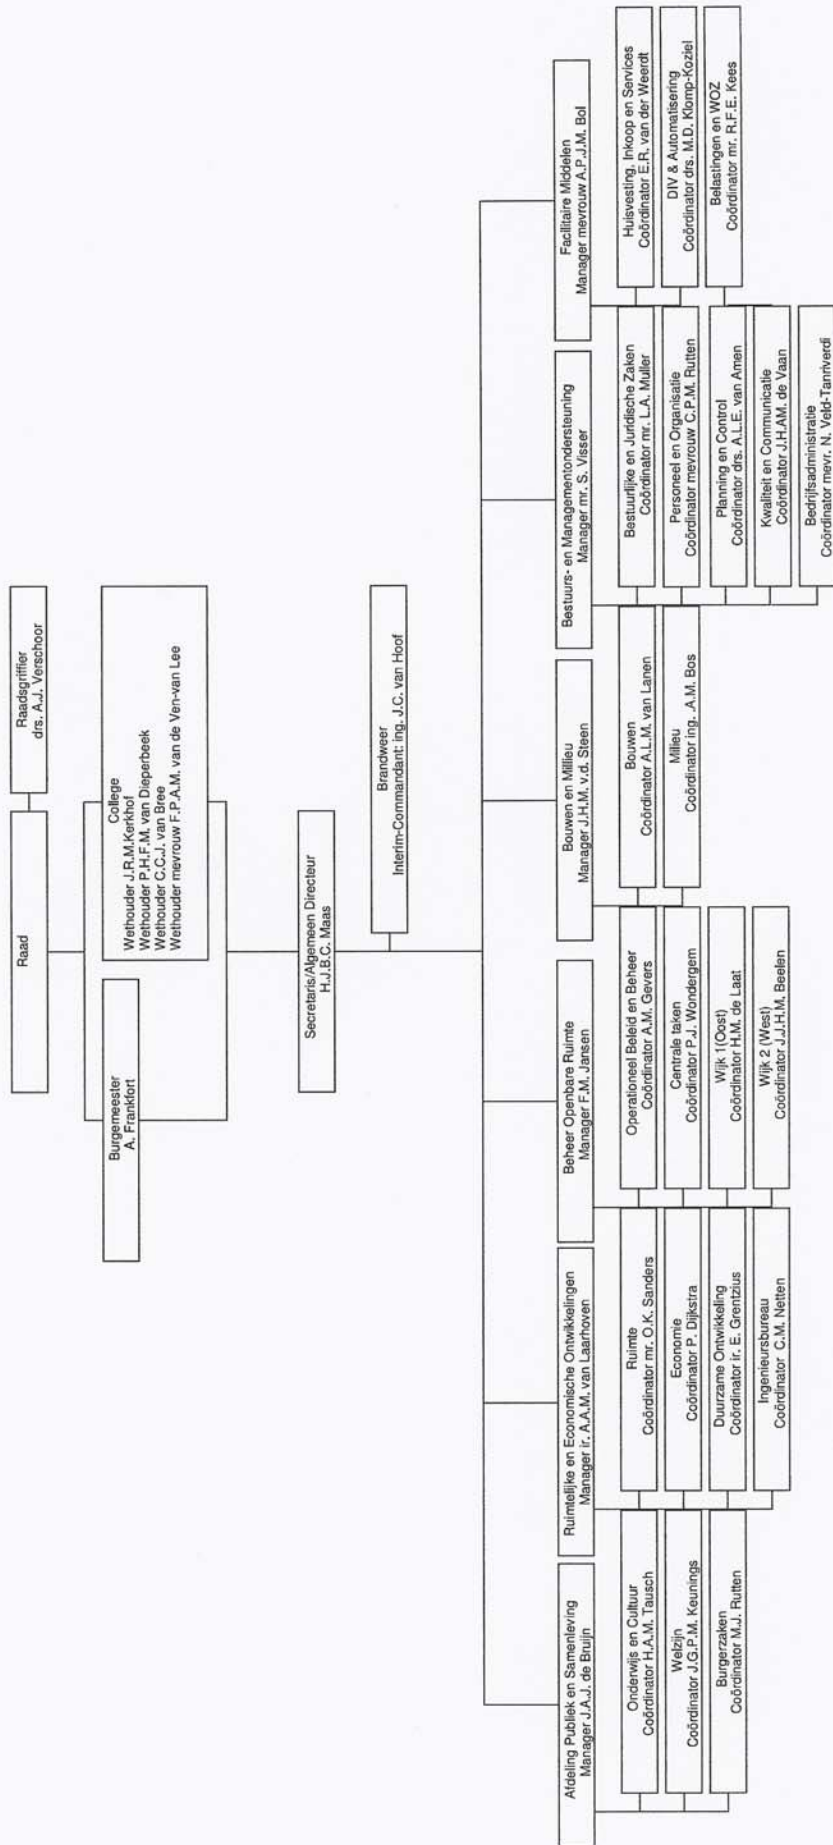 Raad
Raadsgriffier
drs. A.J. Verschoor
Burgemeester
A. Frankfort
College
Wethouder J.R.M.Kerkhof
Wethouder P.H.F.M. van Dieperbeek
Wethouder C.C.J. van Bree
Wethouder mevrouw F.P.A.M. van de Ven-van Lee
Secretaris/Algemeen Directeur
H.J.B.C. Maas
Brandweer
Interim-Commandant: ing. J.C. van Hoof
Afdeling Publiek en Samenleving
Manager J.A.J. de Bruijn
Onderwijs en Cultuur
Coördinator H.A.M. Tausch
Welzijn
Coördinator J.G.P.M. Keunings
Burgerzaken
Coördinator M.J. Rutten
Ruimtelijke en Economische Ontwikkelingen
Manager ir. A.A.M. van Laarhoven
Ruimte
Coördinator mr. O.K. Sanders
Economie
Coördinator P. Dijkstra
Duurzame Ontwikkeling
Coördinator ir. E. Grentzius
Ingenieursbureau
Coördinator C.M. Netten
Beheer Openbare Ruimte
Manager F.M. Jansen
Operationeel Beleid en Beheer
Coördinator A.M. Gevers
Centrale taken
Coördinator P.J. Wondergem
Wijk 1(Oost)
Coördinator H.M. de Laat
Wijk 2 (West)
Coördinator J.J.H.M. Beelen
Bouwen en Millieu
Manager J.H.M. v.d. Steen
Bouwen
Coördinator A.L.M. van Lanen
Milieu
Coördinator ing. .A.M. Bos
Bestuurs- en Managementondersteuning
Manager mr. S. Visser
Bestuurlijke en Juridische Zaken
Coördinator mr. L.A. Muller
Personeel en Organisatie
Coördinator mevrouw C.P.M. Rutten
Planning en Control
Coördinator drs. A.L.E. van Amen
Kwaliteit en Communicatie
Coördinator J.H.AM. de Vaan
Bedrijfsadministratie
Coördinator mevr. N. Veld-Tanriverdi
Facilitaire Middelen
Manager mevrouw A.P.J.M. Bol
Huisvesting, Inkoop en Services
Coördinator E.R. van der Weerdt
DIV & Automatisering
Coördinator drs. M.D. Klomp-Koziel
Belastingen en WOZ
Coördinator mr. R.F.E. Kees